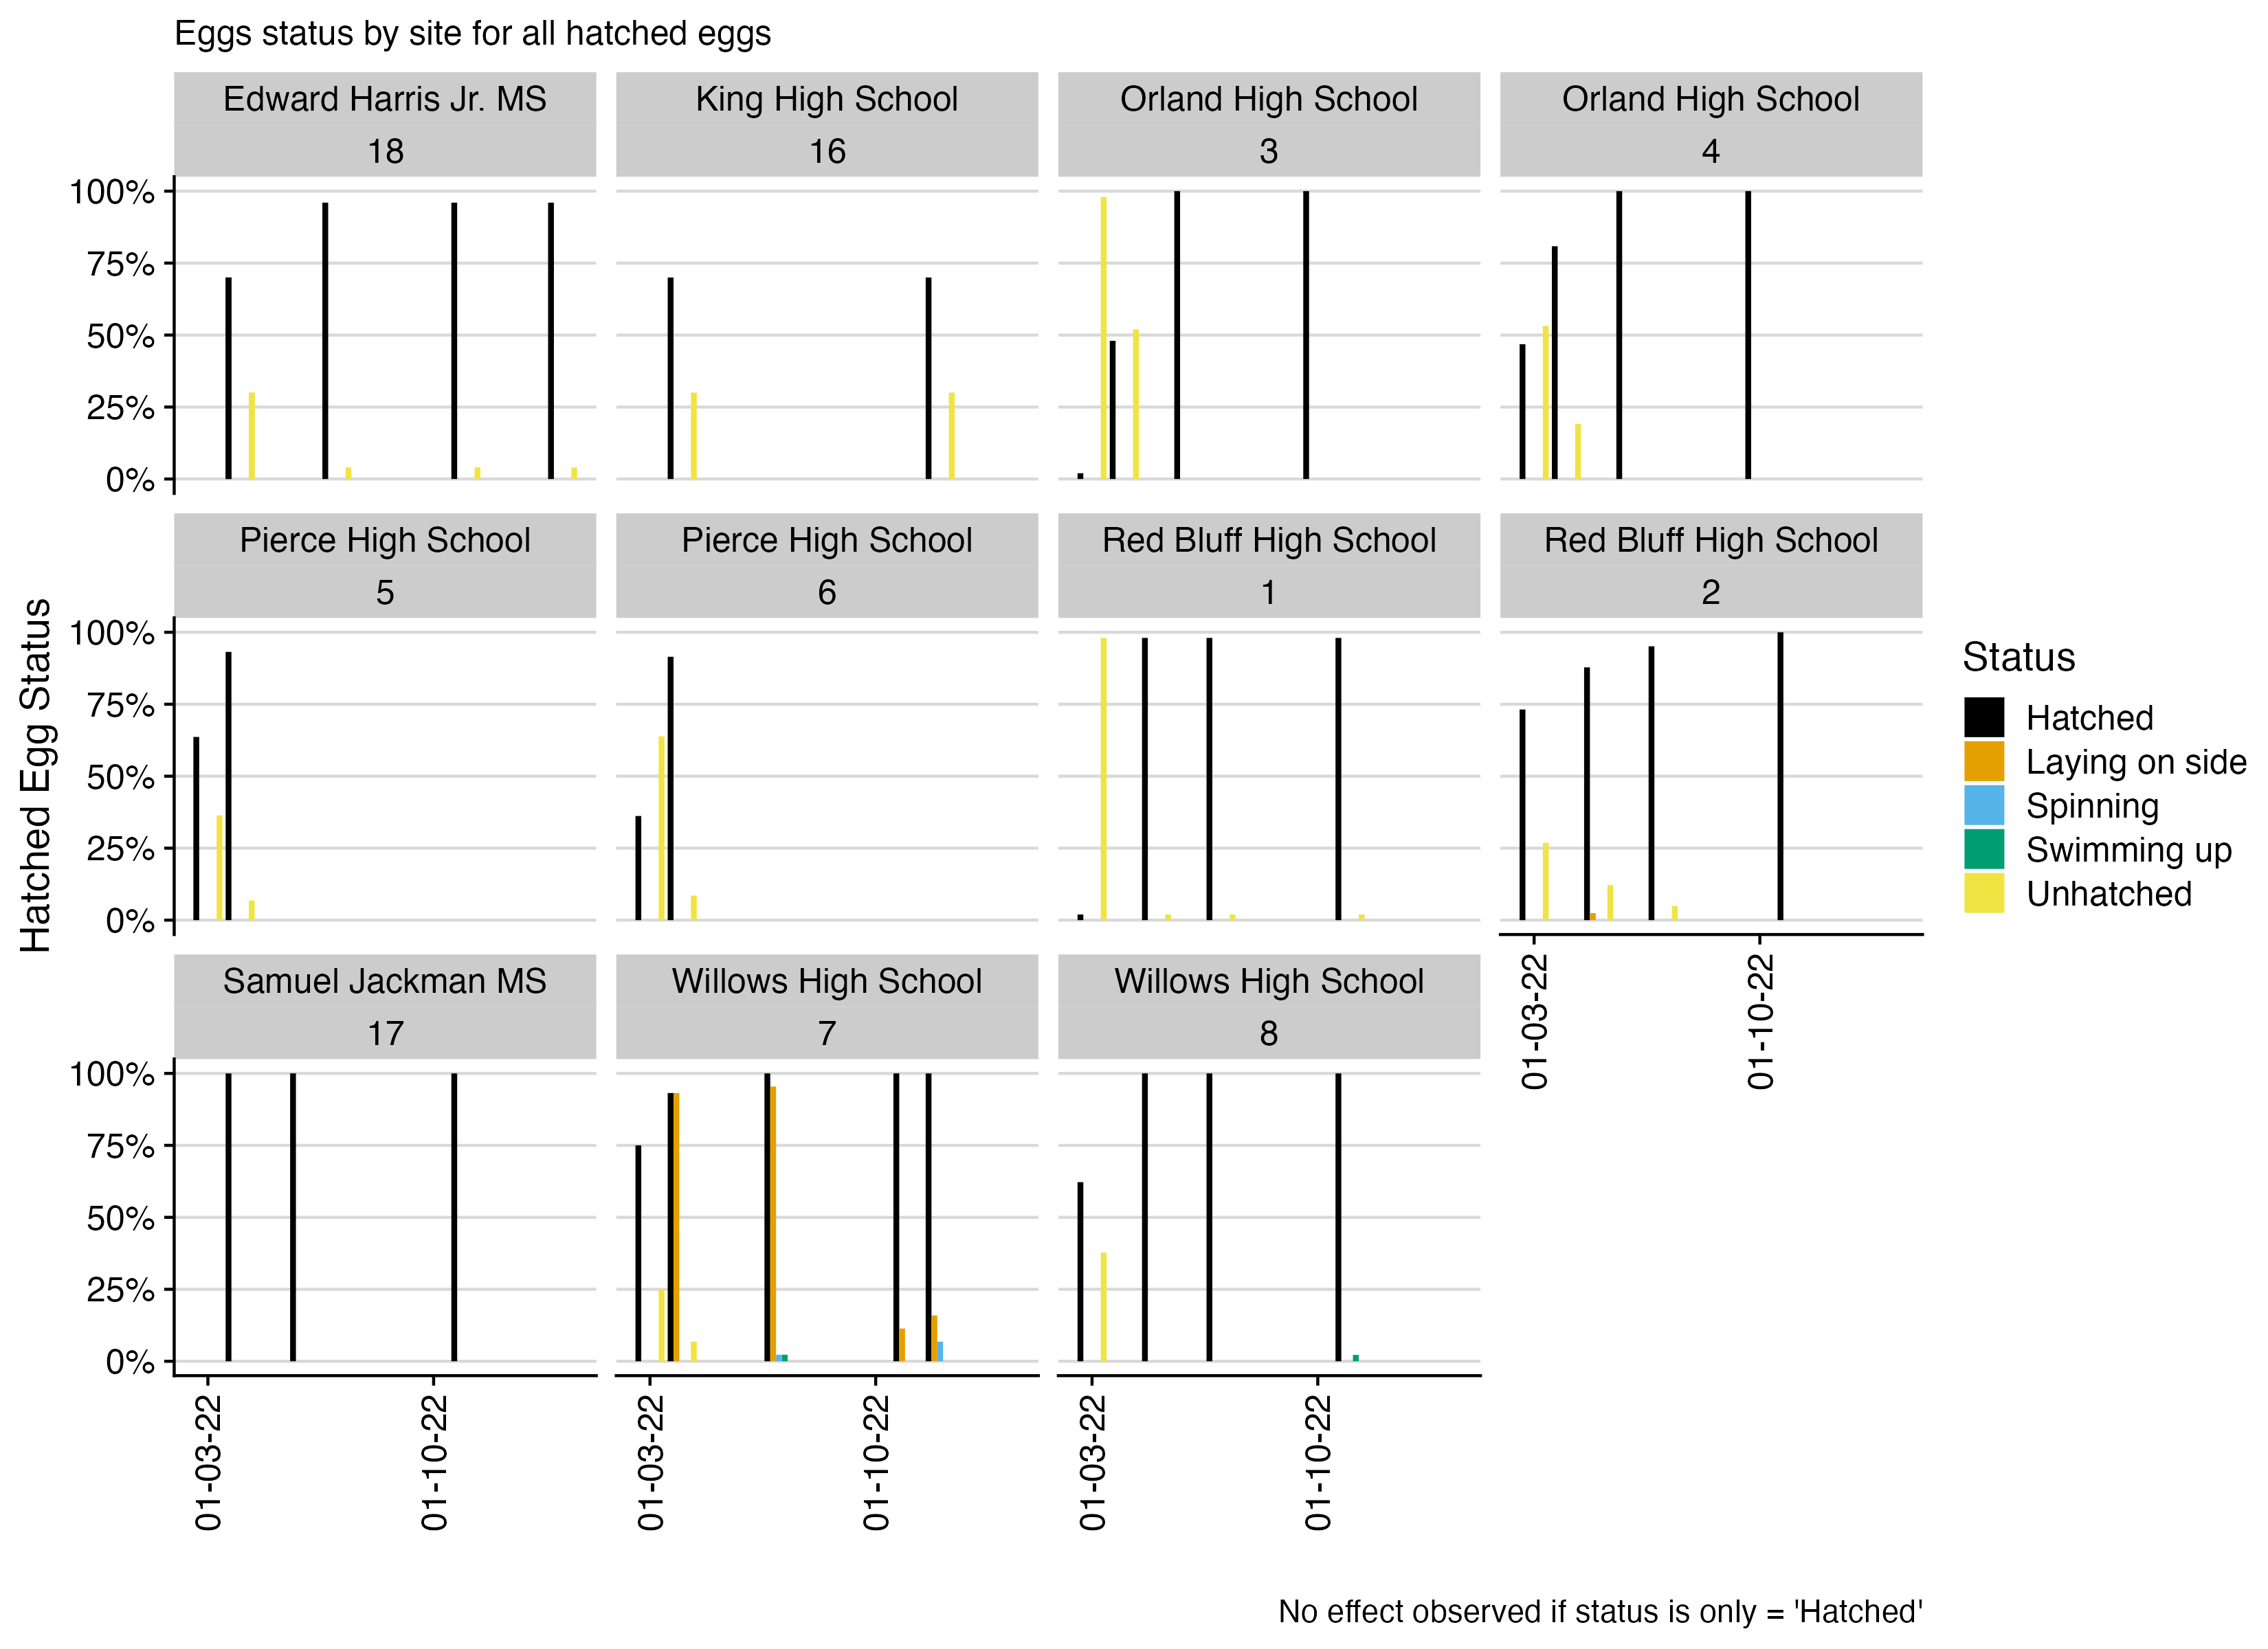 Eggs status by site for all hatched eggs
Edward Harris Jr. MS
18
King High School
16
Orland High School
3
Orland High School
4
100%
75%
50%
25%
0%
Pierce High School
5
Pierce High School
6
Red Bluff High School
1
Red Bluff High School
2
100%
75%
50%
25%
0%
01-03-22
01-10-22
Samuel Jackman MS
17
Willows High School
7
Willows High School
8
100%
75%
50%
25%
0%
01-03-22
01-10-22
01-03-22
01-10-22
01-03-22
01-10-22
Hatched Egg Status
Status
Hatched
Laying on side
Spinning
Swimming up
Unhatched
No effect observed if status is only = 'Hatched'